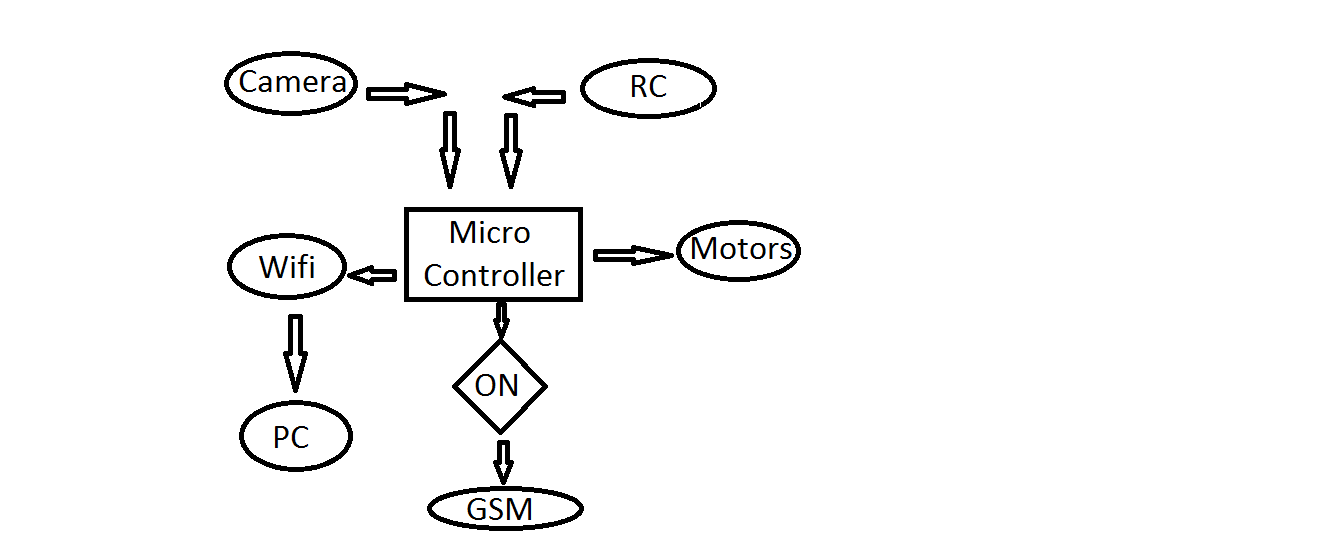 Camera
RC
Micro
Controller
Wifi
Motors
ON
PC
GSM